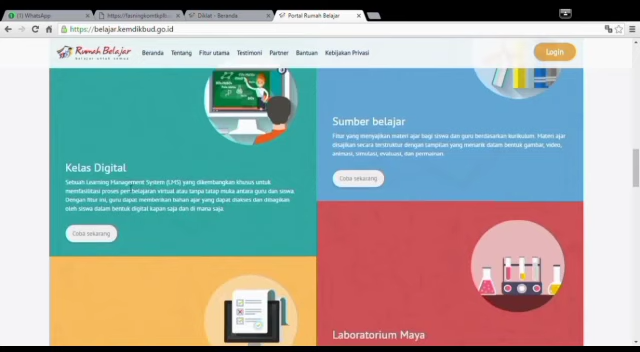 (1) WhatsApp
https://fasningkomtkplb...
Diklat - Beranda
Portal Rumah Belajar
https://belajar.kemdikbud.go.id
Rumah Belajar
belajar untuk semua
Beranda Tentang Fitur utama Testimoni Partner Bantuan Kebijakan Privasi
Login
Kelas Digital
Sebuah Learning Management System (LMS) yang dikembangkan khusus untuk
memfasilitasi proses pembelajaran virtual atau tanpa tatap muka antara guru dan siswa.
Dengan fitur ini, guru dapat memberikan bahan ajar yang dapat diakses dan dibagikan
oleh siswa dalam bentuk digital kapan saja dan di mana saja.
Coba sekarang
Sumber belajar
Fitur yang menyajikan materi ajar bagi siswa dan guru berdasarkan kurikulum. Materi ajar
disajikan secara terstruktur dengan tampilan yang menarik dalam bentuk gambar, video,
animasi, simulasi, evaluasi, dan permainan.
Coba sekarang
Laboratorium Maya